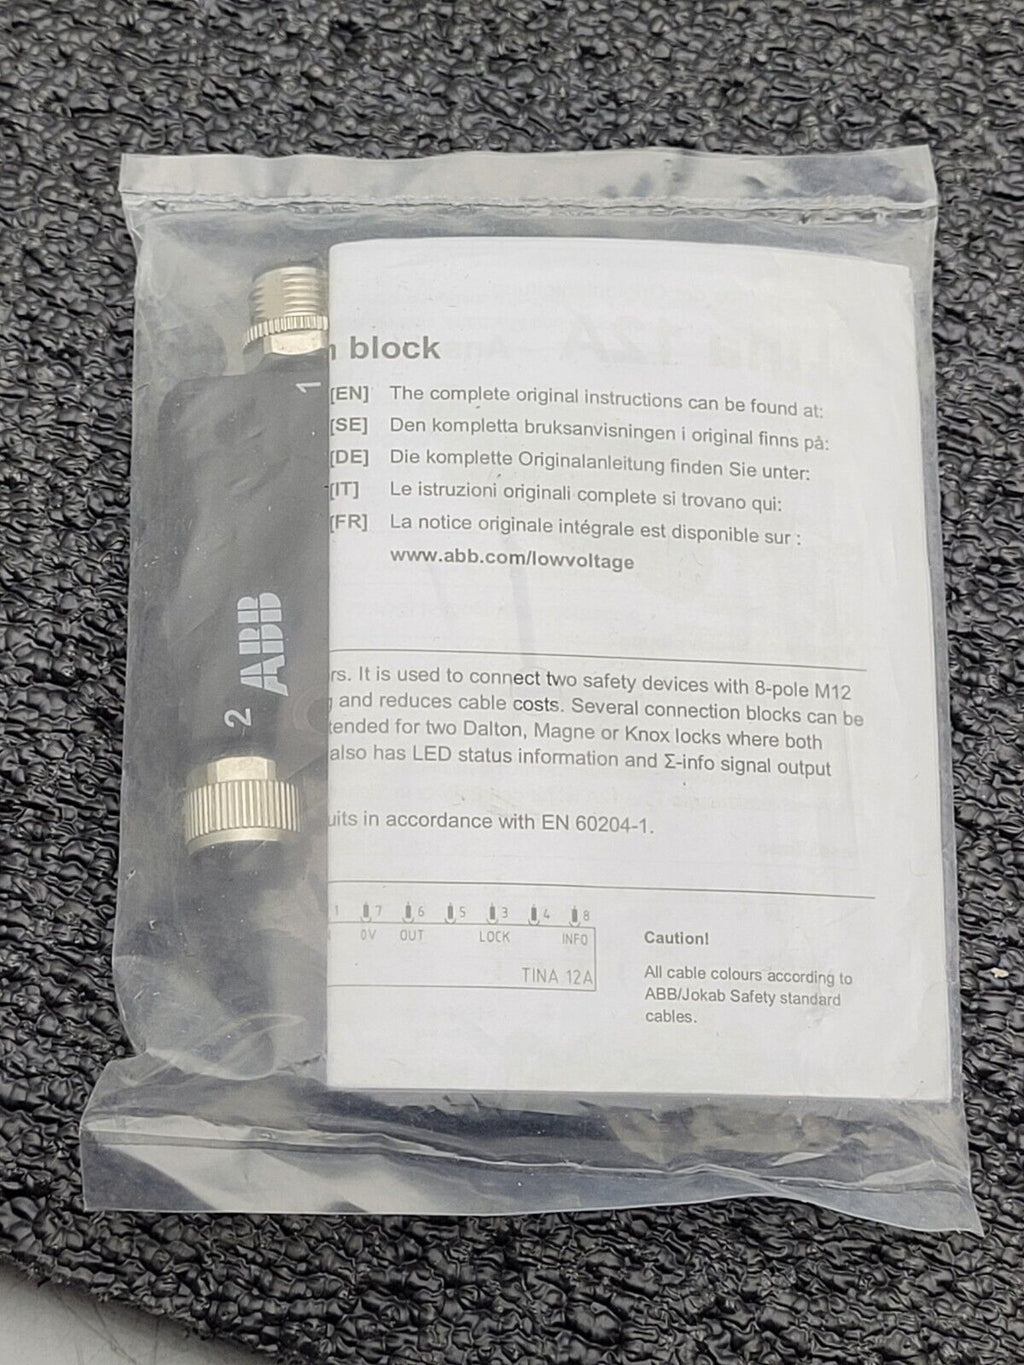 1
ABB
2
block
[EN] The complete original instructions can be found at:
[SE] Den kompletta bruksanvisningen i original finns på:
[DE] Die komplette Originalanleitung finden Sie unter:
[IT] Le istruzioni originali complete si trovano qui:
[FR] La notice originale intégrale est disponible sur :
www.abb.com/lowvoltage
rs. It is used to connect two safety devices with 8-pole M12
and reduces cable costs. Several connection blocks can be
tended for two Dalton, Magne or Knox locks where both
also has LED status information and Σ-info signal output
uits in accordance with EN 60204-1.
1 7 6 5 3 4 8
0V OUT LOCK INFO
TINA 12A
Caution!
All cable colours according to
ABB/Jokab Safety standard
cables.